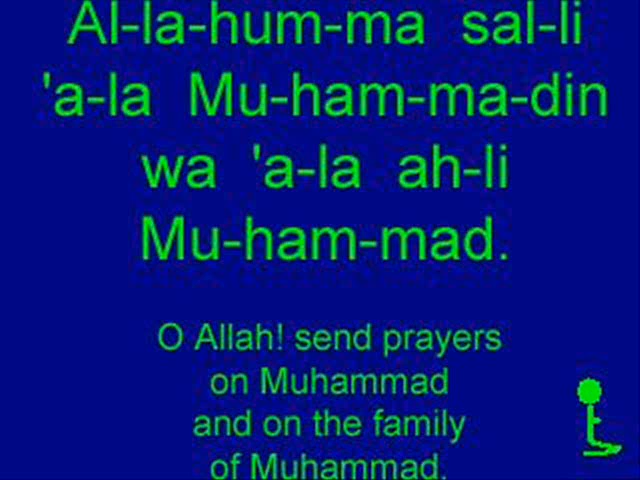 Al-la-hum-ma sal-li
'a-la Mu-ham-ma-din
wa 'a-la ah-li
Mu-ham-mad.
O Allah! send prayers
on Muhammad
and on the family
of Muhammad.